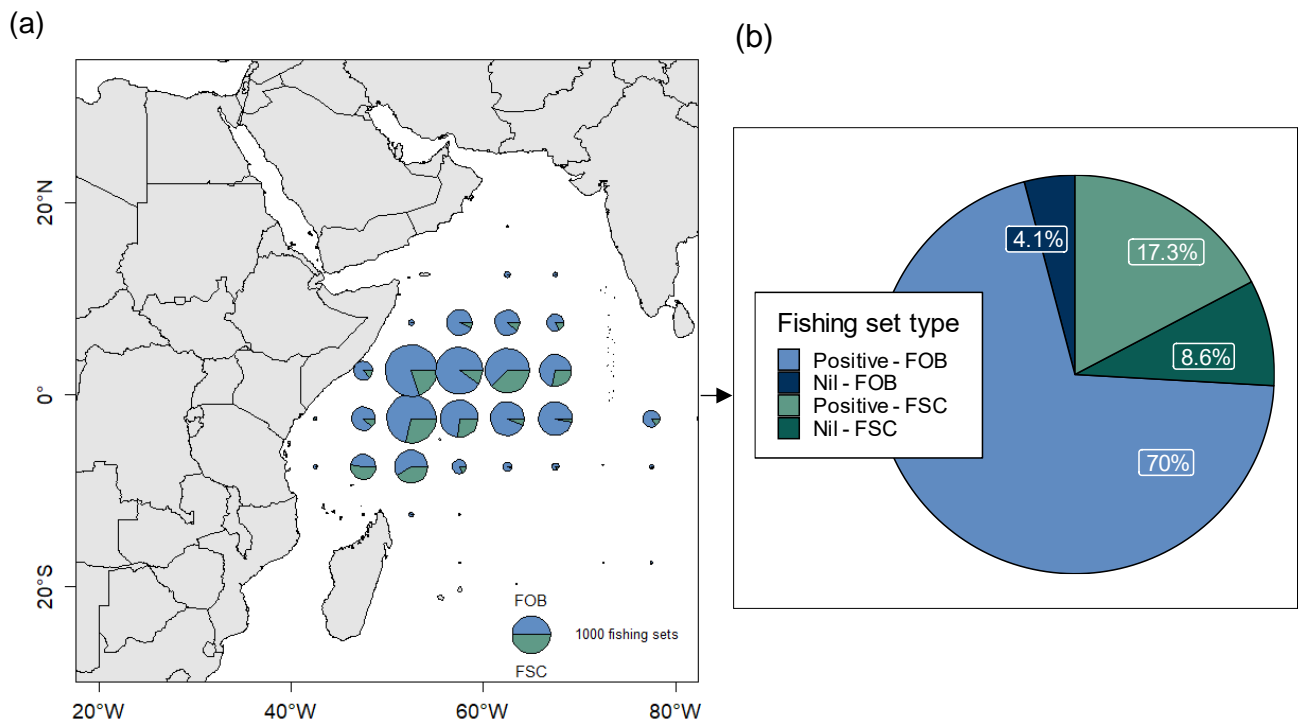 (a)
20°N
0°
20°S
20°W
40°W
60°W
80°W
FOB
1000 fishing sets
FSC
(b)
4.1%
17.3%
8.6%
70%
Fishing set type
Positive - FOB
Nil - FOB
Positive - FSC
Nil - FSC